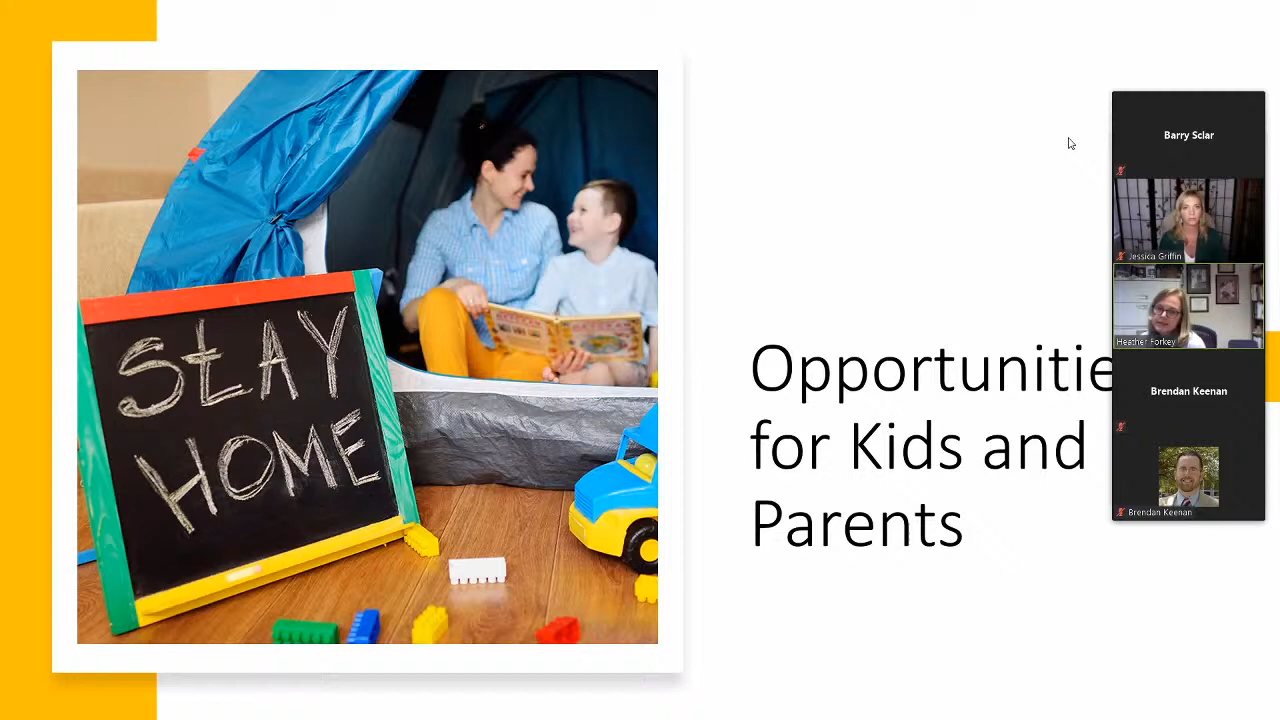 STAY
HOME
Opportunitie
for Kids and
Parents
Barry Sclar
Jessica Griffin
Heather Forkey
Brendan Keenan
Brendan Keenan